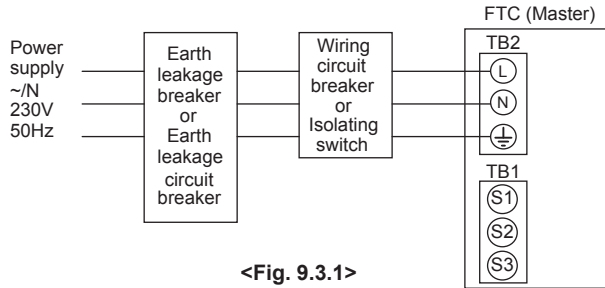 FTC (Master)
Power
supply
~/N
230V
50Hz
Earth
leakage
breaker
or
Earth
leakage
circuit
breaker
Wiring
circuit
breaker
or
Isolating
switch
TB2
L
N
TB1
S1
S2
S3
<Fig. 9.3.1>